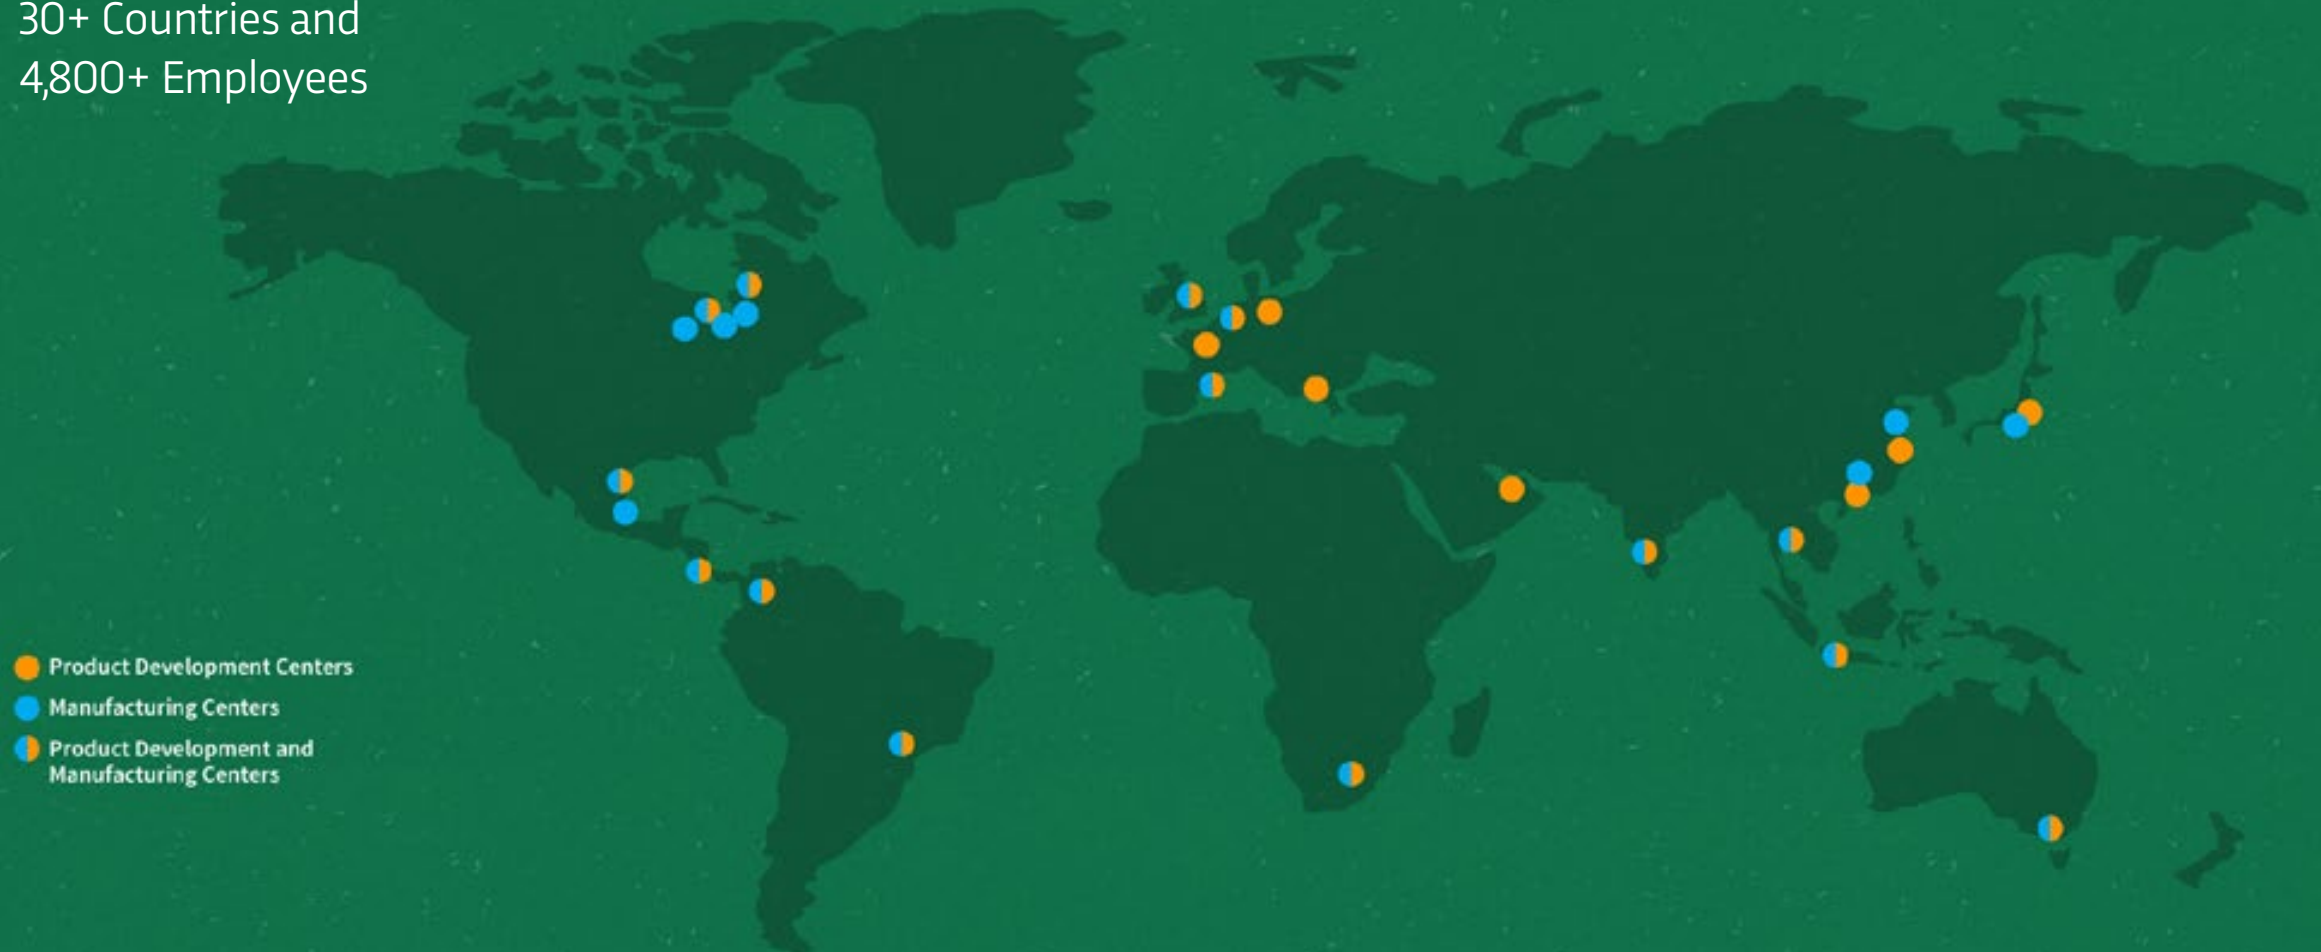 30+ Countries and
4,800+ Employees
Product Development Centers
Manufacturing Centers
Product Development and
Manufacturing Centers